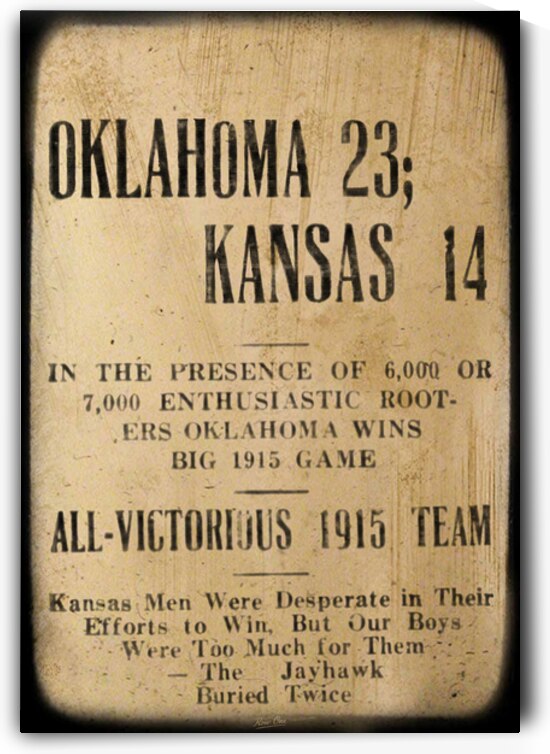 OKLAHOMA 23;
KANSAS 14
IN THE PRESENCE OF 6,000 OR
7,000 ENTHUSIASTIC ROOT-
ERS OKLAHOMA WINS
BIG 1915 GAME
ALL-VICTORIOUS 1915 TEAM
Kansas Men Were Desperate in Their
Efforts to Win, But Our Boys
Were Too Much for Them
— The Jayhawk
Buried Twice
Row One